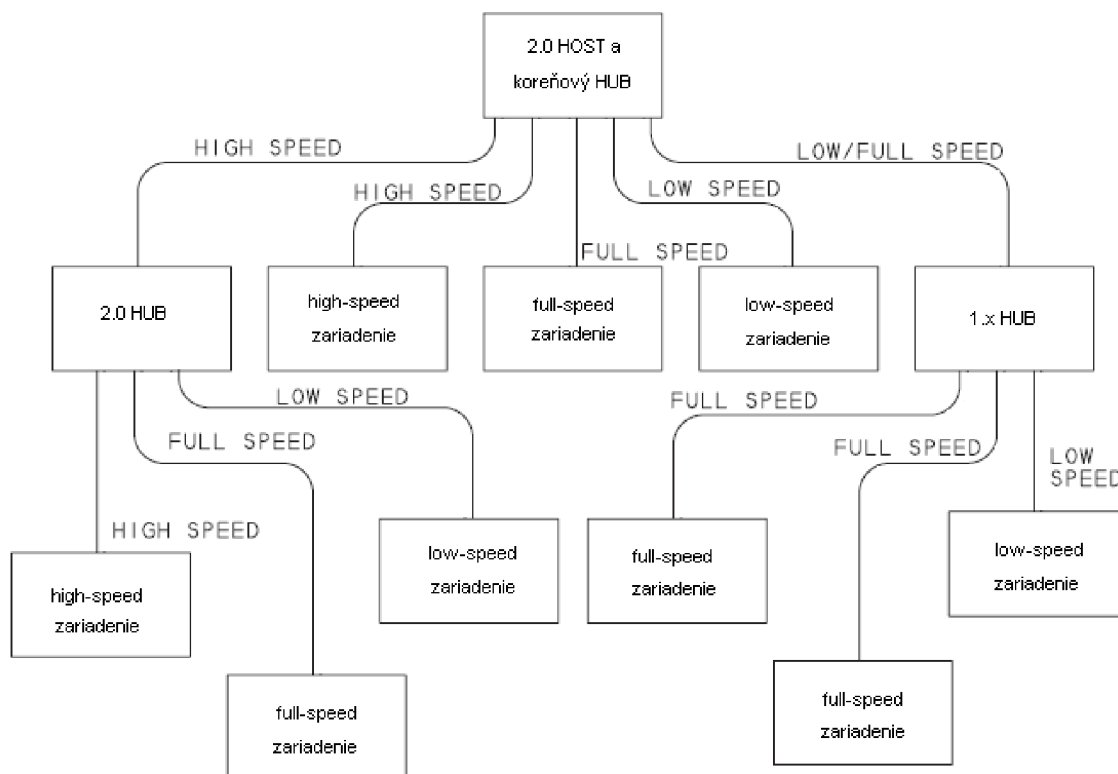 2.0 HOST a
koreňový HUB
HIGH SPEED
LOW/FULL SPEED
HIGH SPEED
LOW SPEED
FULL SPEED
2.0 HUB
high-speed
zariadenie
full-speed
zariadenie
low-speed
zariadenie
1.x HUB
LOW SPEED
FULL SPEED
FULL SPEED
FULL SPEED
LOW
SPEED
HIGH SPEED
high-speed
zariadenie
low-speed
zariadenie
full-speed
zariadenie
low-speed
zariadenie
full-speed
zariadenie
full-speed
zariadenie